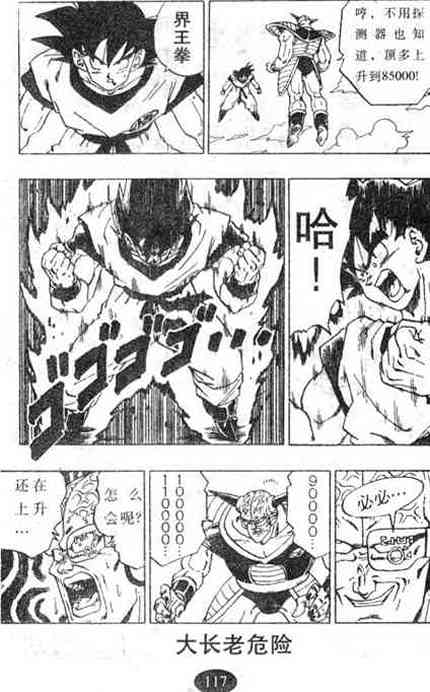 哼，不用探
测器也知
道，顶多上
升到85000!
界王拳
哈！
ゴゴゴゴ…
必必…
90000…
100000…
110000…
怎么
会呢?
还在
上升
…
大长老危险
117